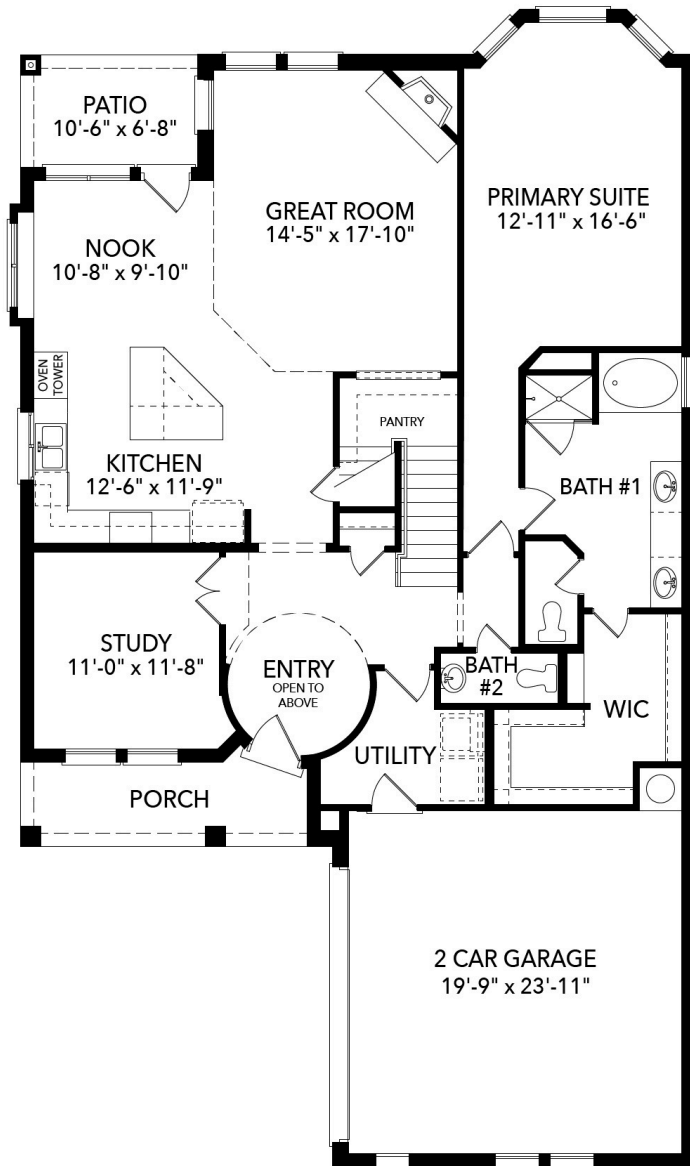 PATIO
10'-6" x 6'-8"
GREAT ROOM
14'-5" x 17'-10"
PRIMARY SUITE
12'-11" x 16'-6"
NOOK
10'-8" x 9'-10"
OVEN
TOWER
PANTRY
KITCHEN
12'-6" x 11'-9"
BATH #1
STUDY
11'-0" x 11'-8"
ENTRY
OPEN TO
ABOVE
BATH
#2
WIC
UTILITY
PORCH
2 CAR GARAGE
19'-9" x 23'-11"